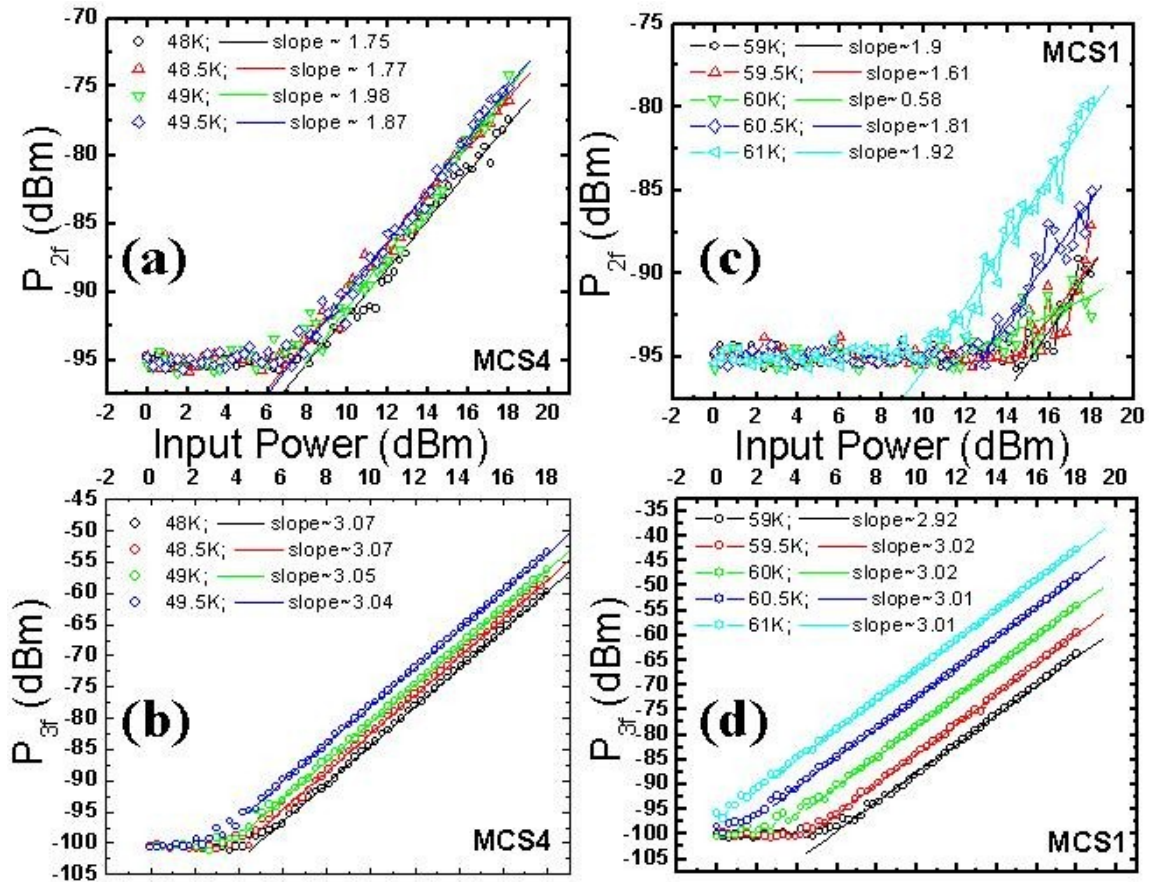 -70
-75
-80
-85
-90
-95
P2f (dBm)
48K; slope ~ 1.75
48.5K; slope ~ 1.77
49K; slope ~ 1.98
49.5K; slope ~ 1.87
(a)
MCS4
-2 0 2 4 6 8 10 12 14 16 18 20
Input Power (dBm)
-75
-80
-85
-90
-95
P2f (dBm)
59K; slope~1.9
59.5K; slope~1.61
60K; slpe~0.58
60.5K; slope~1.81
61K; slope~1.92
MCS1
(c)
-2 0 2 4 6 8 10 12 14 16 18 20
Input Power (dBm)
-2 0 2 4 6 8 10 12 14 16 18
-45
-50
-55
-60
-65
-70
-75
-80
-85
-90
-95
-100
-105
P3f (dBm)
48K; slope~3.07
48.5K; slope~3.07
49K; slope~3.05
49.5K; slope~3.04
(b)
MCS4
-2 0 2 4 6 8 10 12 14 16 18 20
-35
-40
-45
-50
-55
-60
-65
-70
-75
-80
-85
-90
-95
-100
-105
P3f (dBm)
59K; slope~2.92
59.5K; slope~3.02
60K; slope~3.02
60.5K; slope~3.01
61K; slope~3.01
(d)
MCS1